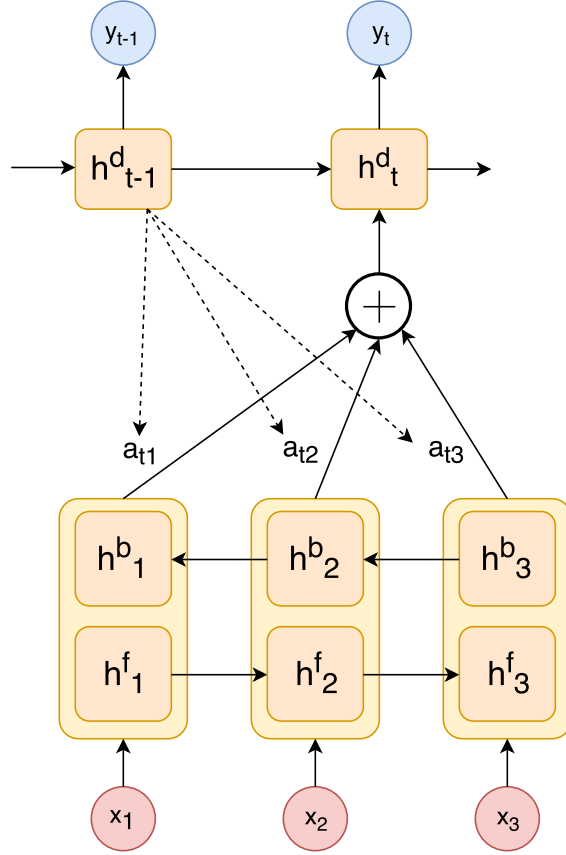 y_{t-1} y_t
h^d_{t-1} h^d_t
+
a_{t1} a_{t2} a_{t3}
h^b_1 h^b_2 h^b_3
h^f_1 h^f_2 h^f_3
x_1 x_2 x_3